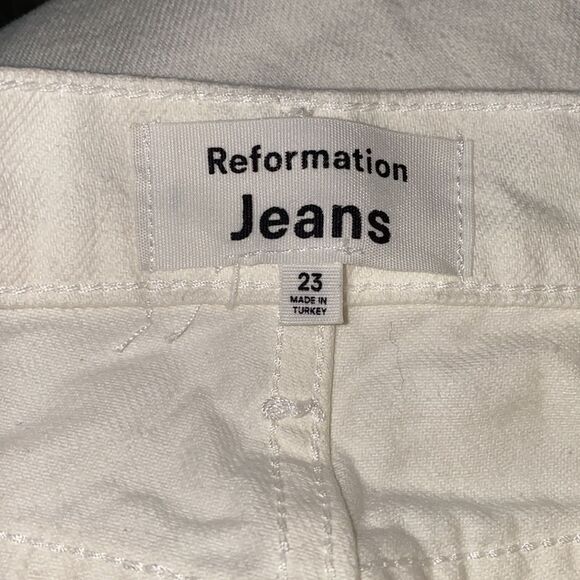 Reformation
Jeans
23
MADE IN
TURKEY